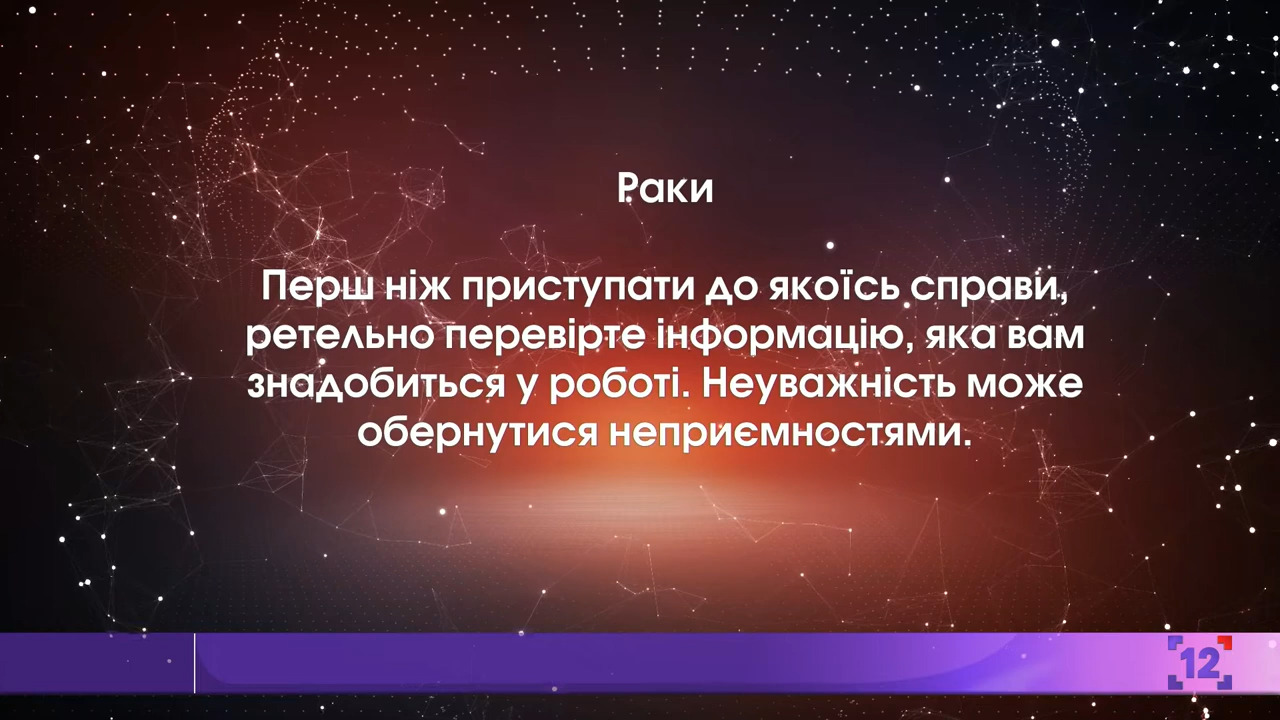 Раки
Перш ніж приступати до якоїсь справи,
ретельно перевірте інформацію, яка вам
знадобиться у роботі. Неуважність може
обернутися неприємностями.
12